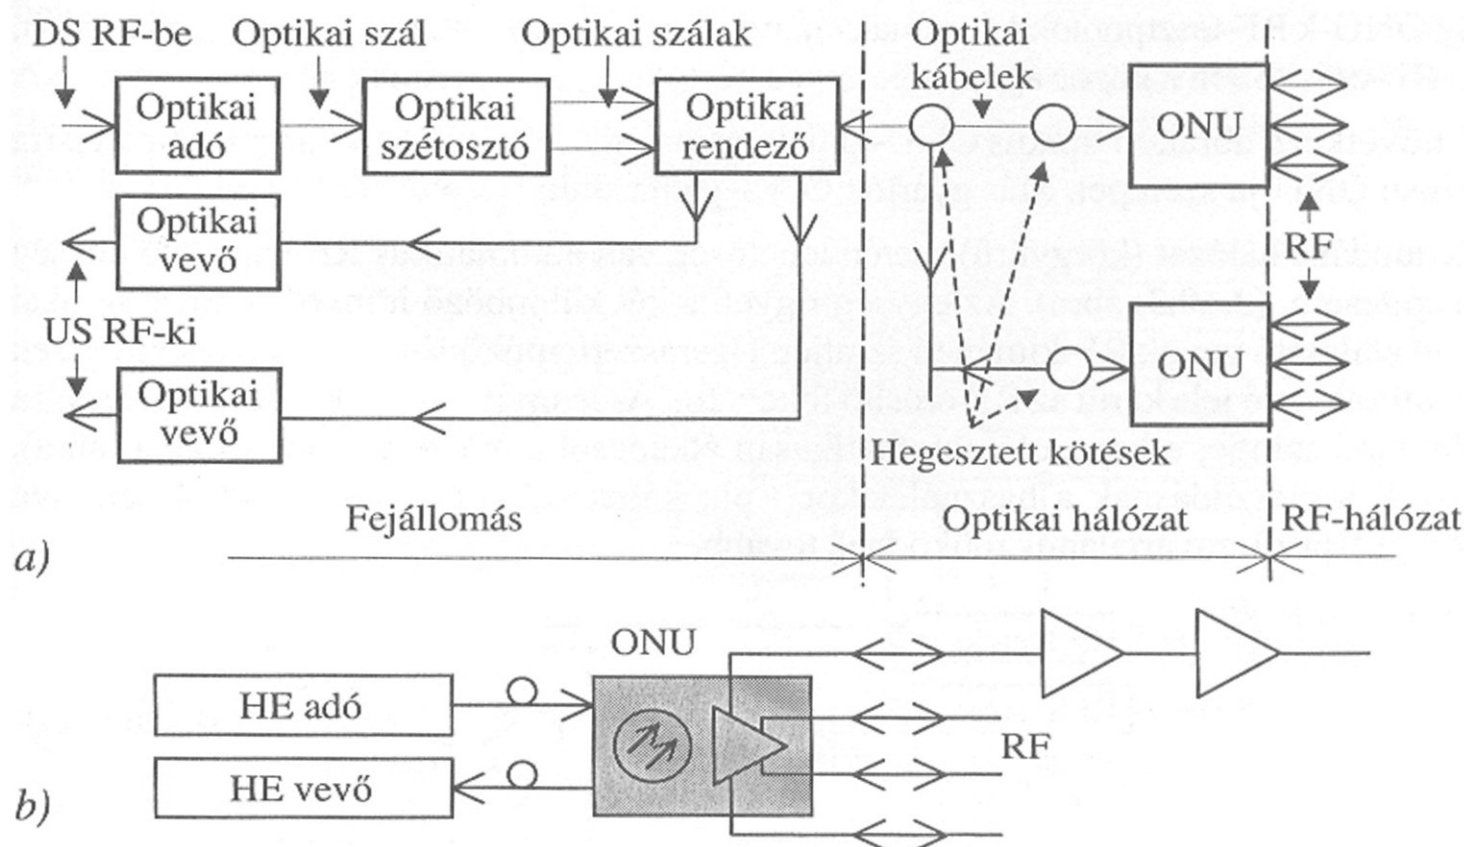 DS RF-be
Optikai szál
Optikai szálak
Optikai
kábelek
Optikai
adó
Optikai
szétosztó
Optikai
rendező
ONU
Optikai
vevő
RF
US RF-ki
Optikai
vevő
ONU
Hegesztett kötések
Fejállomás
Optikai hálózat
RF-hálózat
a)
ONU
HE adó
RF
HE vevő
b)